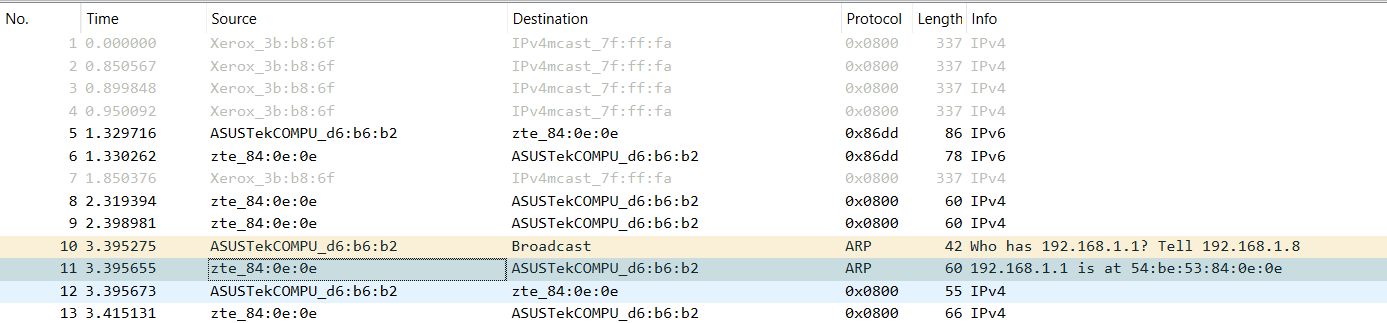 No. Time Source Destination Protocol Length Info
1 0.000000 Xerox_3b:b8:6f IPv4mcast_7f:ff:fa 0x0800 337 IPv4
2 0.850567 Xerox_3b:b8:6f IPv4mcast_7f:ff:fa 0x0800 337 IPv4
3 0.899848 Xerox_3b:b8:6f IPv4mcast_7f:ff:fa 0x0800 337 IPv4
4 0.950092 Xerox_3b:b8:6f IPv4mcast_7f:ff:fa 0x0800 337 IPv4
5 1.329716 ASUSTekCOMPU_d6:b6:b2 zte_84:0e:0e 0x86dd 86 IPv6
6 1.330262 zte_84:0e:0e ASUSTekCOMPU_d6:b6:b2 0x86dd 78 IPv6
7 1.850376 Xerox_3b:b8:6f IPv4mcast_7f:ff:fa 0x0800 337 IPv4
8 2.319394 zte_84:0e:0e ASUSTekCOMPU_d6:b6:b2 0x0800 60 IPv4
9 2.398981 zte_84:0e:0e ASUSTekCOMPU_d6:b6:b2 0x0800 60 IPv4
10 3.395275 ASUSTekCOMPU_d6:b6:b2 Broadcast ARP 42 Who has 192.168.1.1? Tell 192.168.1.8
11 3.395655 zte_84:0e:0e ASUSTekCOMPU_d6:b6:b2 ARP 60 192.168.1.1 is at 54:be:53:84:0e:0e
12 3.395673 ASUSTekCOMPU_d6:b6:b2 zte_84:0e:0e 0x0800 55 IPv4
13 3.415131 zte_84:0e:0e ASUSTekCOMPU_d6:b6:b2 0x0800 66 IPv4